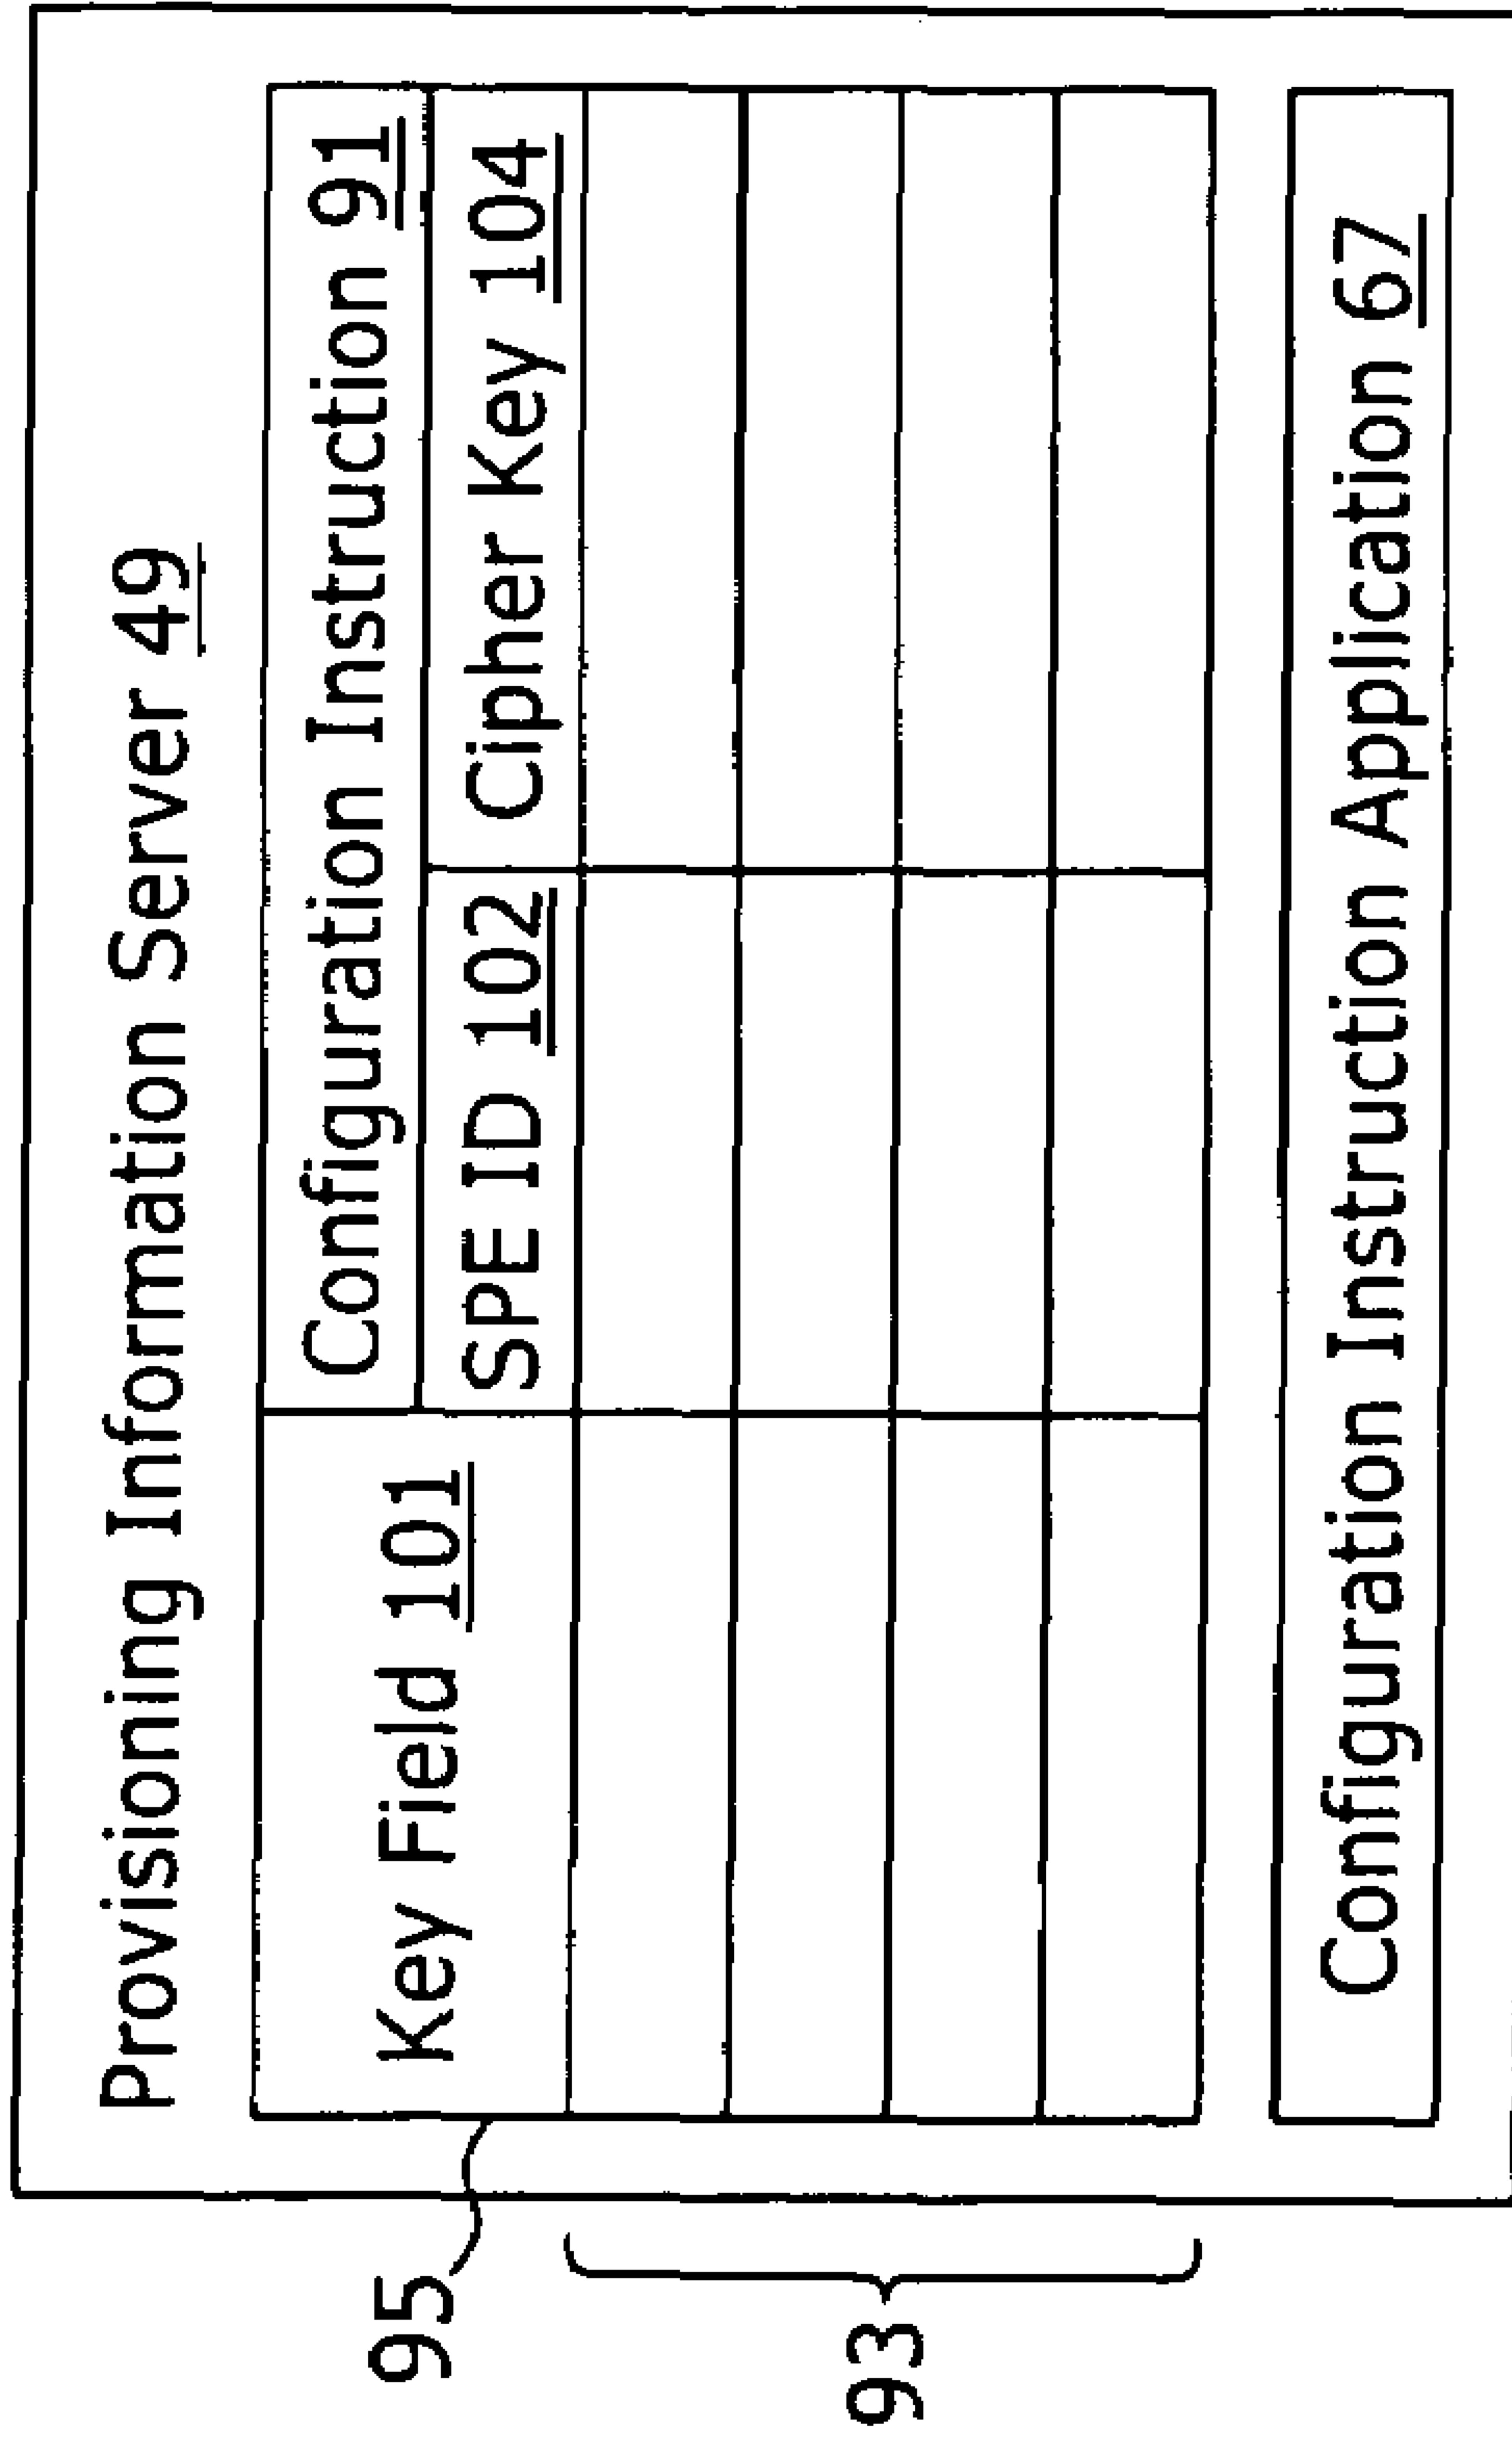 Provisioning Information Server 49
Configuration Instruction 91
Key Field 101
SPE ID 102 Cipher Key 104
95
93
Configuration Instruction Application 67